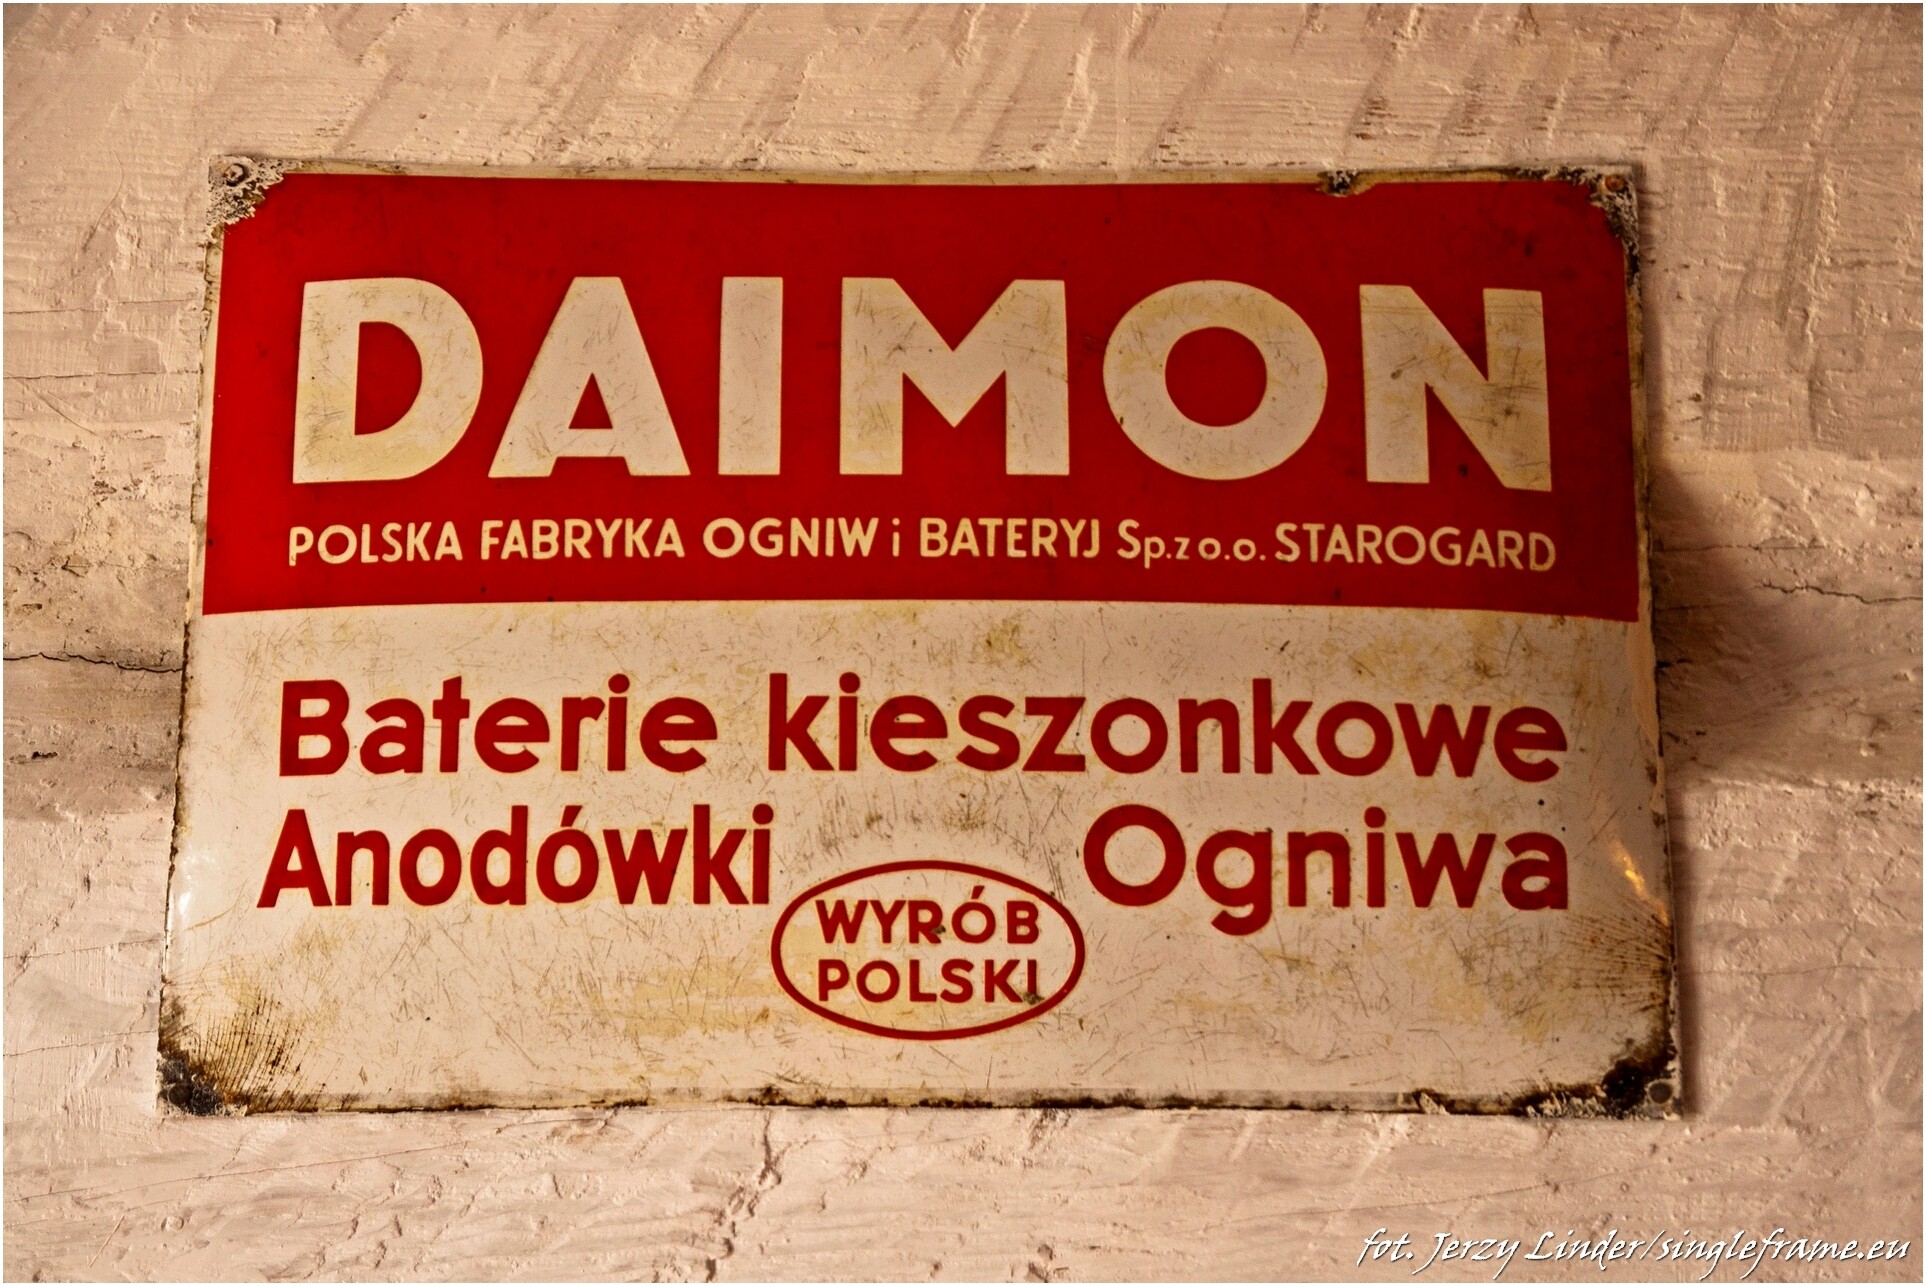 DAIMON
POLSKA FABRYKA OGNIW i BATERYJ Sp. z o.o. STAROGARD
Baterie kieszonkowe
Anodówki Ogniwa
WYRÓB
POLSKI
fot. Jerzy Linder/singleframe.eu